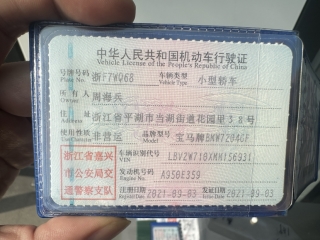 中华人民共和国机动车行驶证
Vehicle License of the People's Republic of China
号牌号码 浙F7WQ68 车辆类型 小型轿车
Plate No. Vehicle Type
所有人 周海兵
Owner
住址 浙江省平湖市当湖街道花园里38号
Address
使用性质 非营运 品牌型号 宝马牌BMW7204GF
Use Character Model
浙江省嘉兴市公安局交通警察支队
车辆识别代号 LBV2W7108XMM156931
VIN
发动机号码 A956E359
Engine No.
注册日期 2021-09-03 发证日期 2021-09-03
Register Date Issue Date